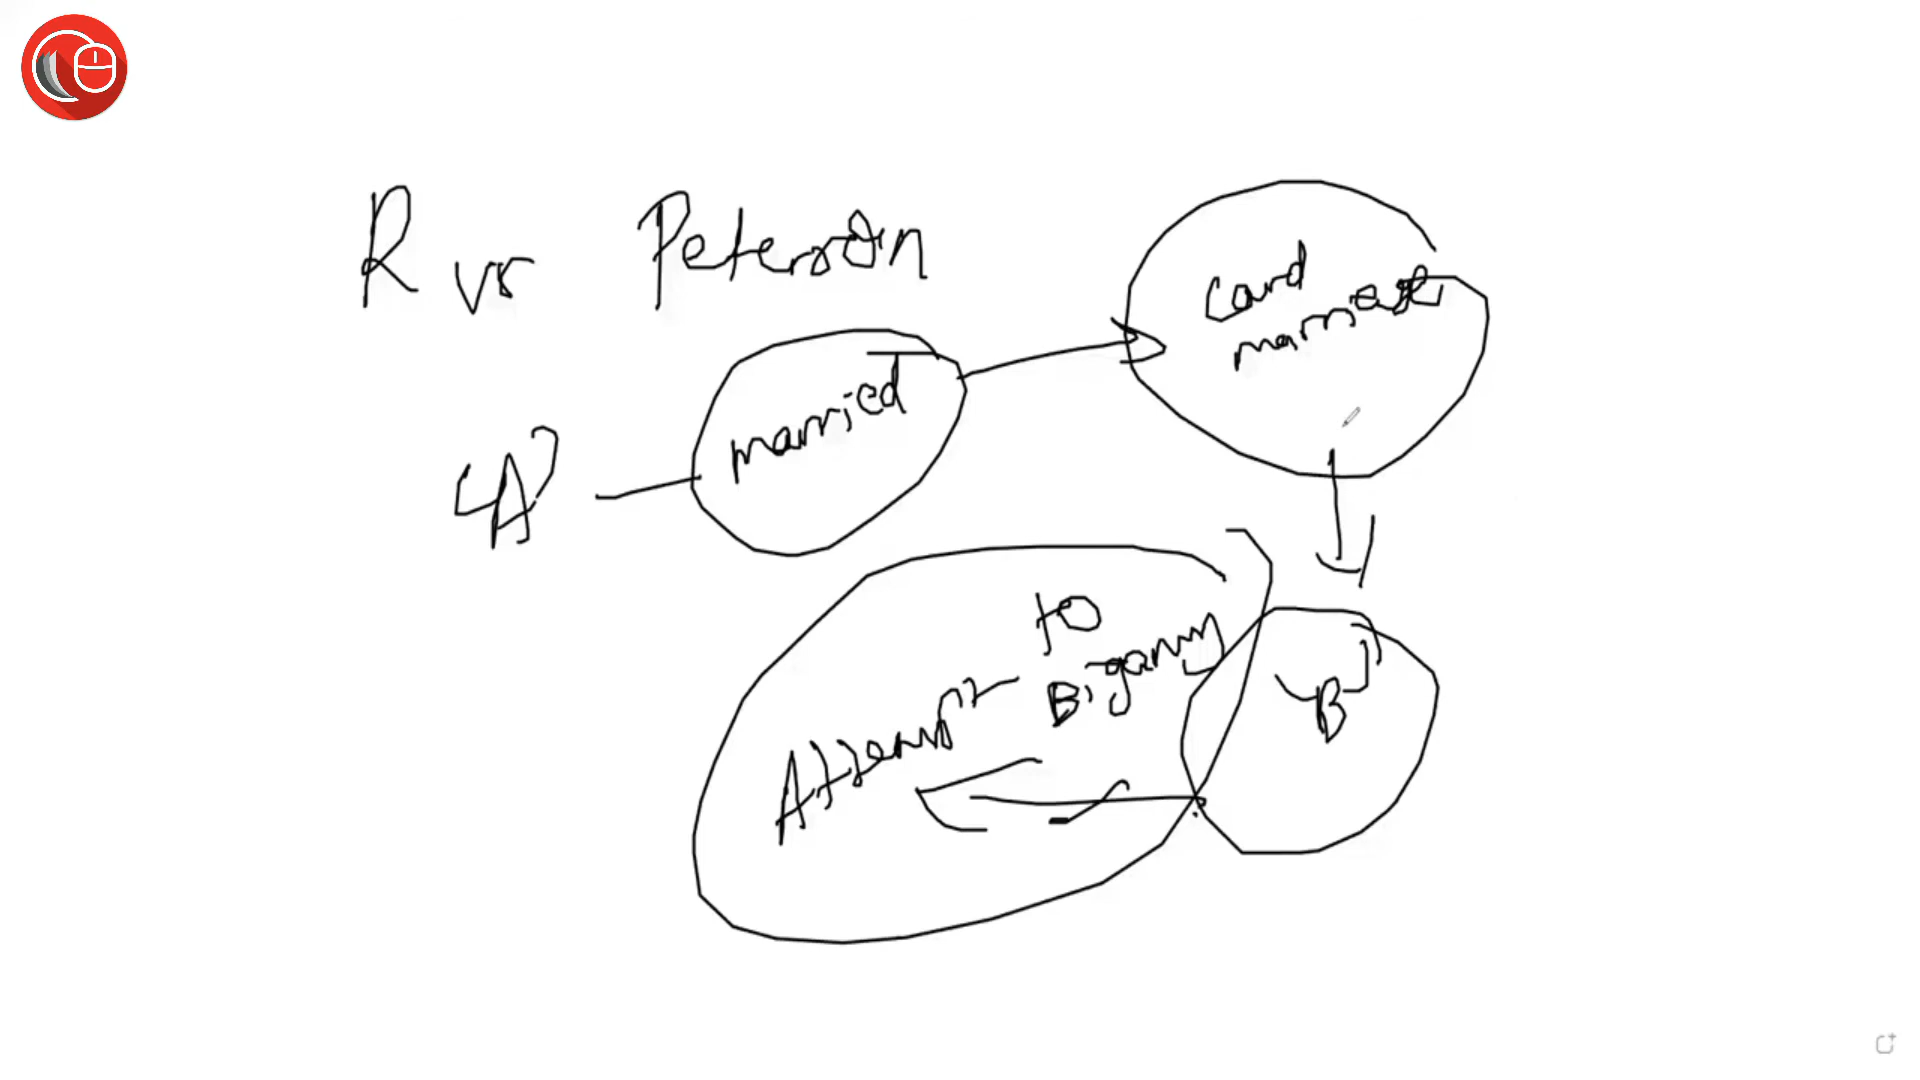 R vs Peterson
'A'
married
Card
marriage
'B'
Attempt to
Bigamy